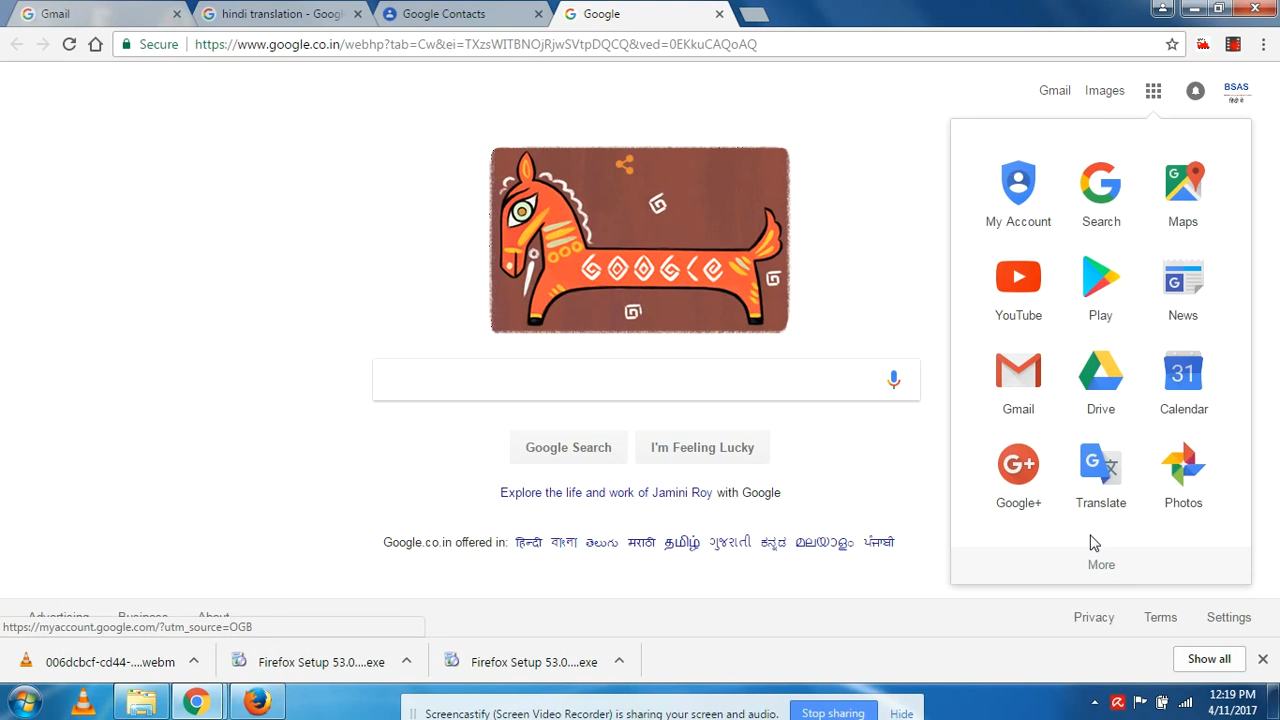 Gmail
hindi translation - Goog
Google Contacts
Google
Secure
https://www.google.co.in/webhp?tab=Cw&ei=TXzsWITBNOJRjwSVtpDQCQ&ved=0EKkuCAQoAQ
Gmail
Images
BSAS
हिंदी में
My Account
Search
Maps
YouTube
Play
News
31
Gmail
Drive
Calendar
G+
Google+
Translate
Photos
More
Google Search
I'm Feeling Lucky
Explore the life and work of Jamini Roy with Google
Google.co.in offered in: हिन्दी বাংলা తెలుగు मराठी தமிழ் ગુજરાતી ಕನ್ನಡ മലയാളം ਪੰਜਾਬੀ
Advertising
Business
About
Privacy
Terms
Settings
https://myaccount.google.com/?utm_source=OGB
006dcbcf-cd44-....webm
Firefox Setup 53.0....exe
Firefox Setup 53.0....exe
Show all
Screencastify (Screen Video Recorder) is sharing your screen and audio.
Stop sharing
Hide
12:19 PM
4/11/2017